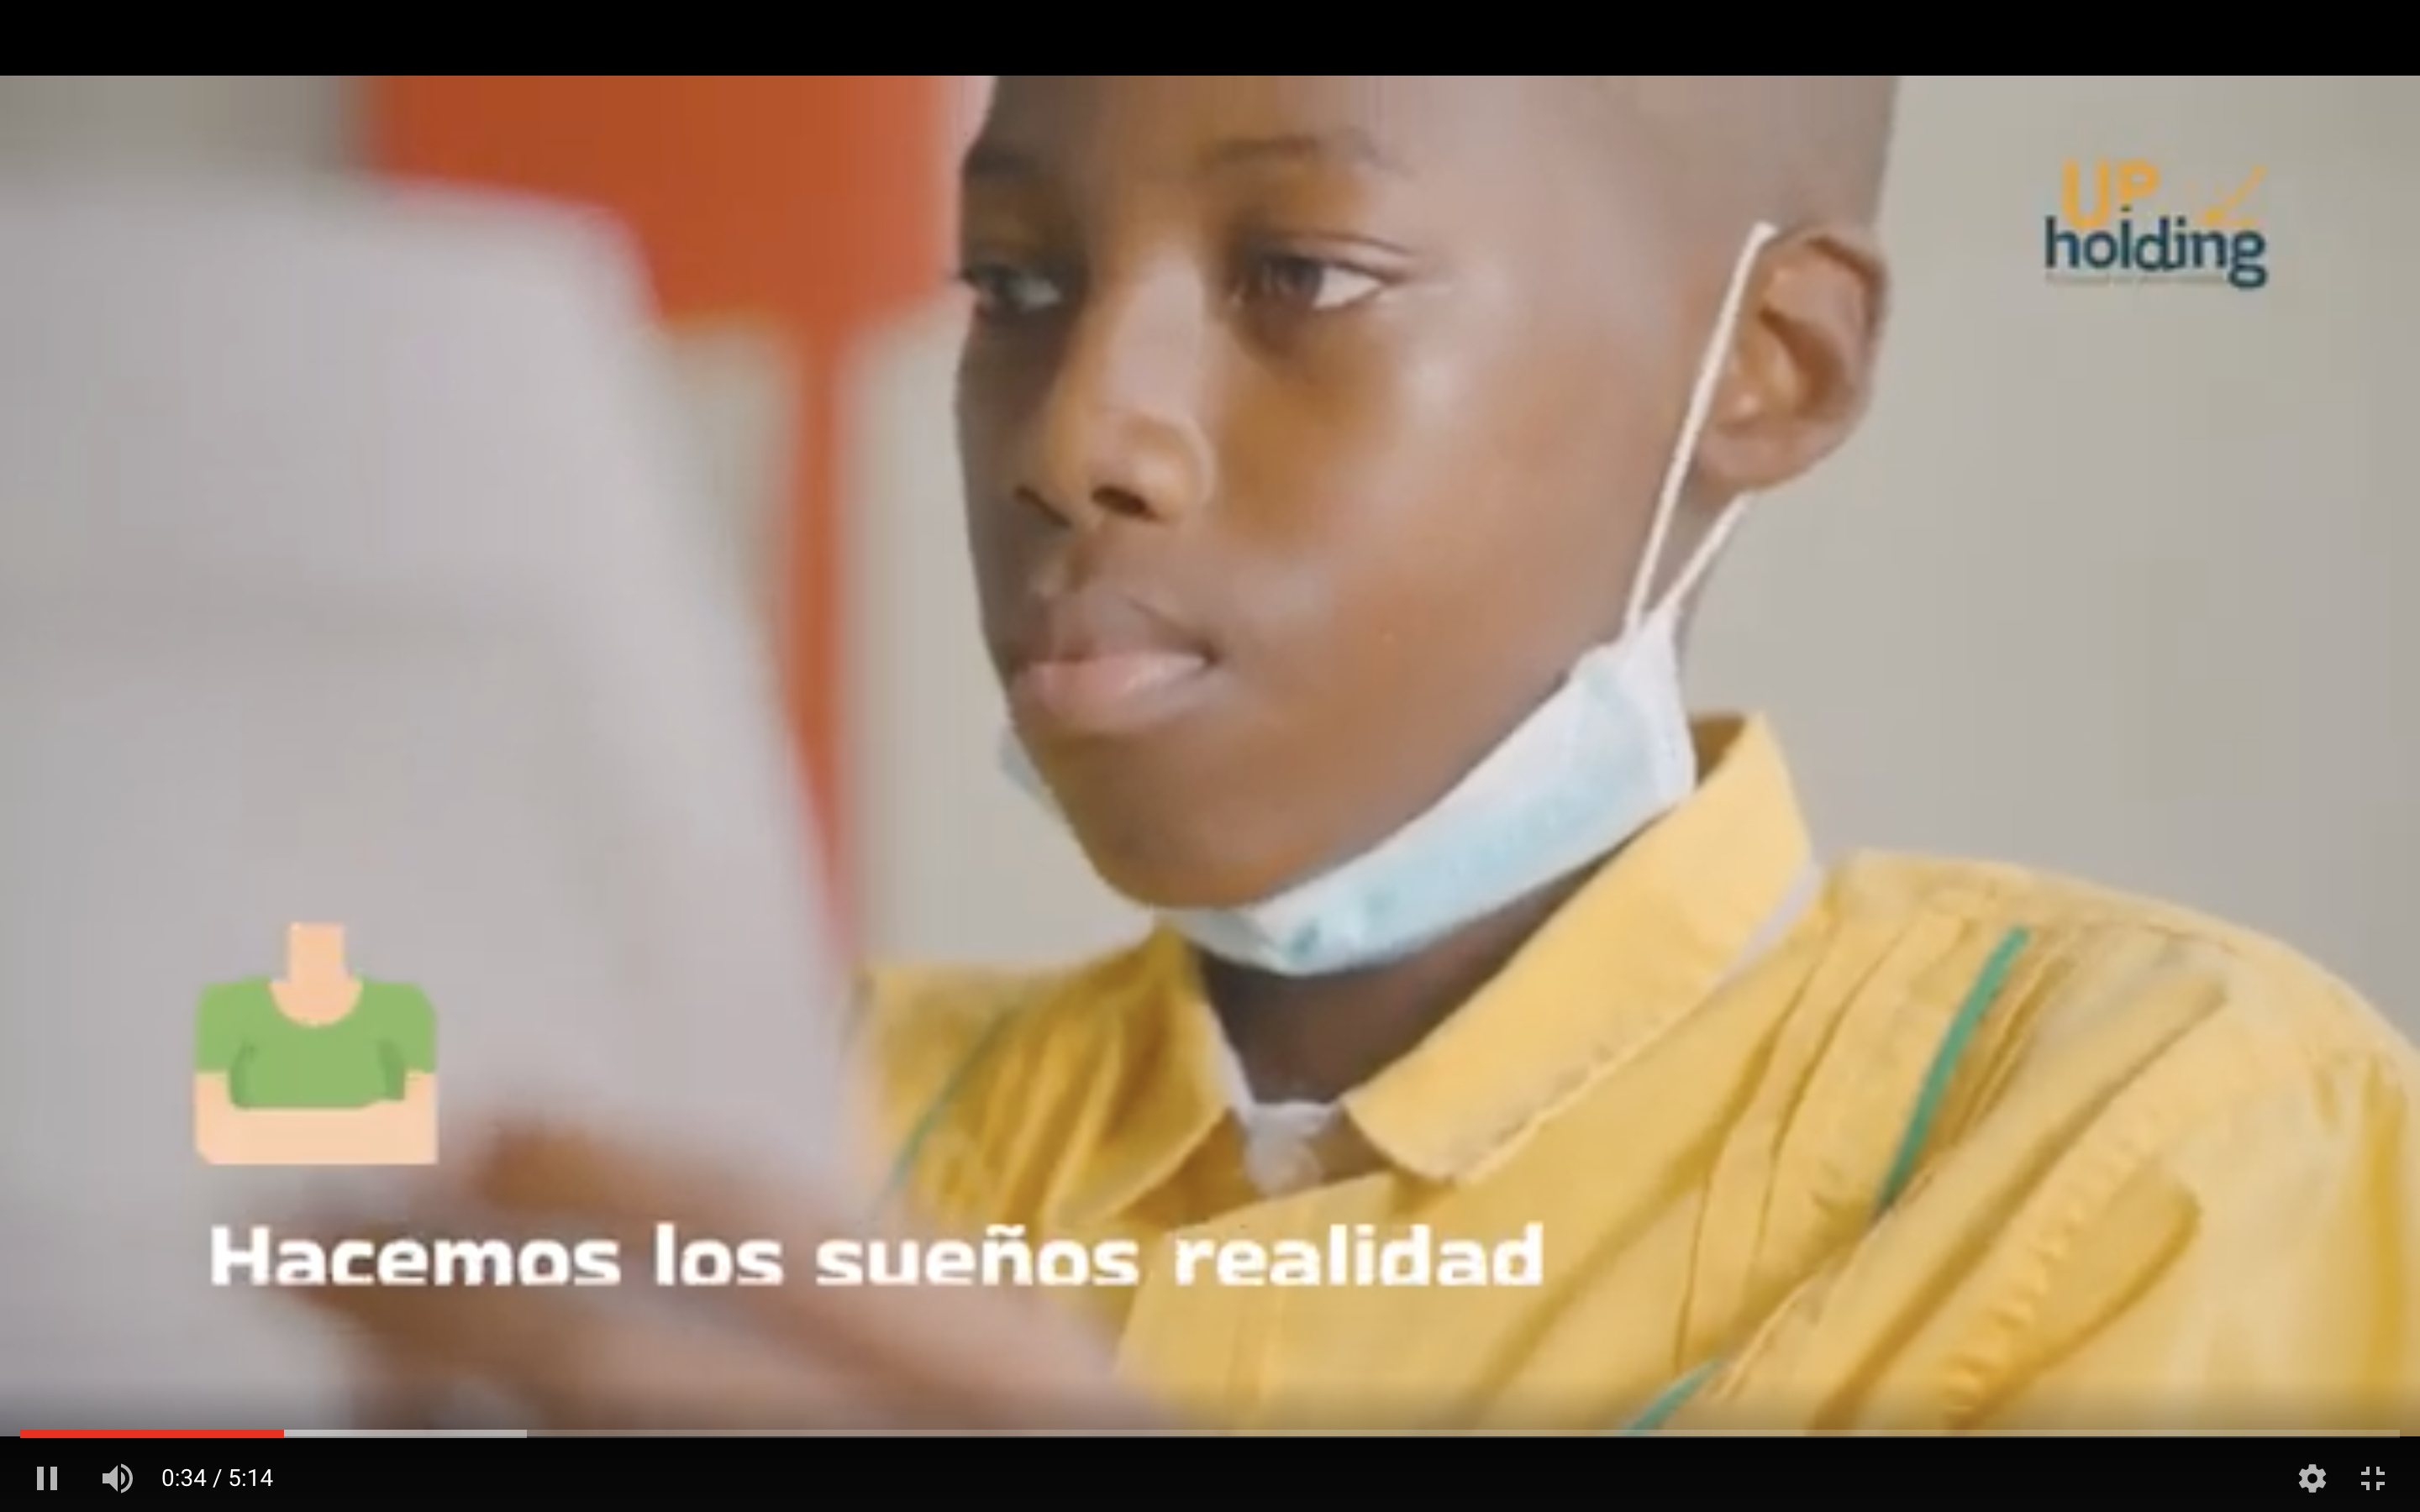 UP
holding
Hacemos los sueños realidad
0:34 / 5:14